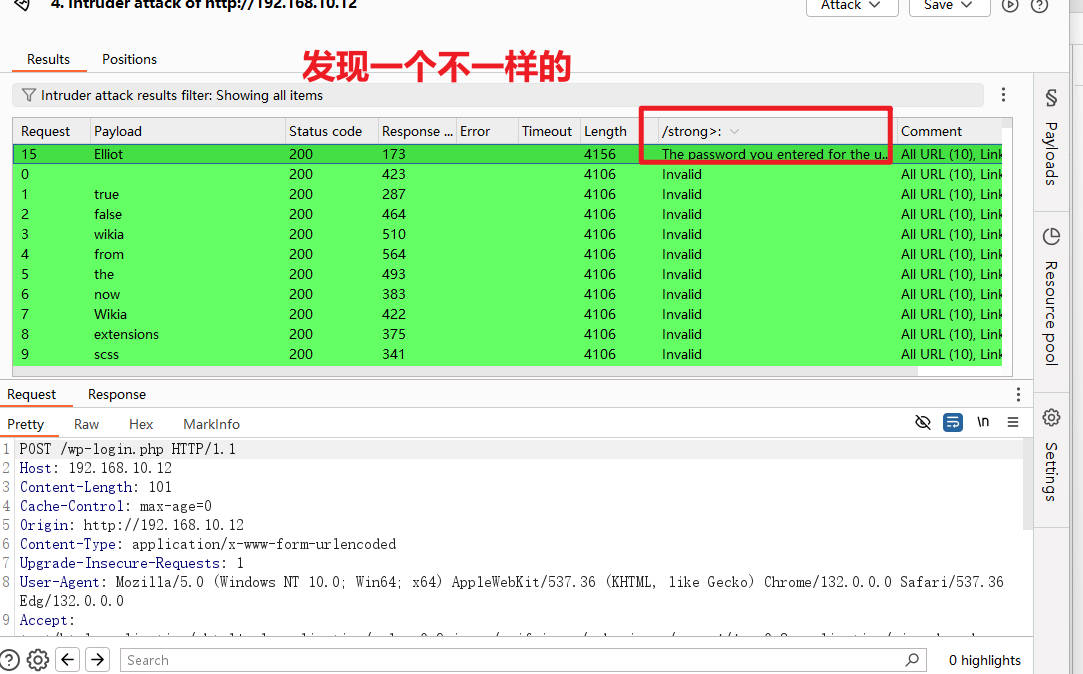 4. Intruder attack of http://192.168.10.12
Attack
Save
Results Positions
发现一个不一样的
Intruder attack results filter: Showing all items
Request Payload Status code Response ... Error Timeout Length /strong>: Comment
15 Elliot 200 173 4156 The password you entered for the u... All URL (10), Link
0 200 423 4106 Invalid All URL (10), Link
1 true 200 287 4106 Invalid All URL (10), Link
2 false 200 464 4106 Invalid All URL (10), Link
3 wikia 200 510 4106 Invalid All URL (10), Link
4 from 200 564 4106 Invalid All URL (10), Link
5 the 200 493 4106 Invalid All URL (10), Link
6 now 200 383 4106 Invalid All URL (10), Link
7 Wikia 200 422 4106 Invalid All URL (10), Link
8 extensions 200 375 4106 Invalid All URL (10), Link
9 scss 200 341 4106 Invalid All URL (10), Link
Payloads
Resource pool
Settings
Request Response
Pretty Raw Hex MarkInfo
\n
1 POST /wp-login.php HTTP/1.1
2 Host: 192.168.10.12
3 Content-Length: 101
4 Cache-Control: max-age=0
5 Origin: http://192.168.10.12
6 Content-Type: application/x-www-form-urlencoded
7 Upgrade-Insecure-Requests: 1
8 User-Agent: Mozilla/5.0 (Windows NT 10.0; Win64; x64) AppleWebKit/537.36 (KHTML, like Gecko) Chrome/132.0.0.0 Safari/537.36
Edg/132.0.0.0
9 Accept:
Search
0 highlights